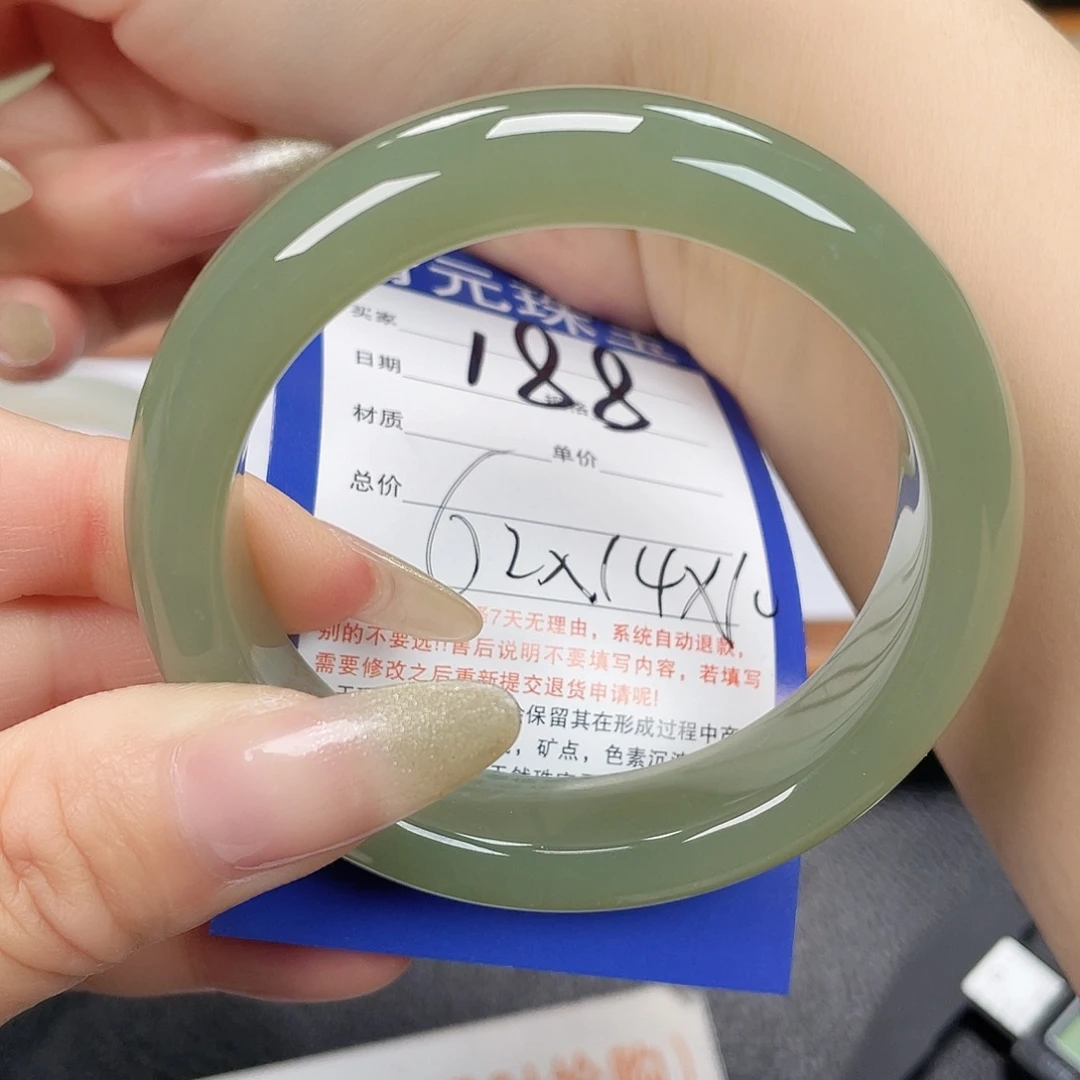 元珠宝
买家
188
日期
材质 单价
总价
62x14x10
7天无理由，系统自动退款，
别的不要选!!售后说明不要填写内容，若填写
需要修改之后重新提交退货申请呢!
保留其在形成过程中产
，矿点，色素沉